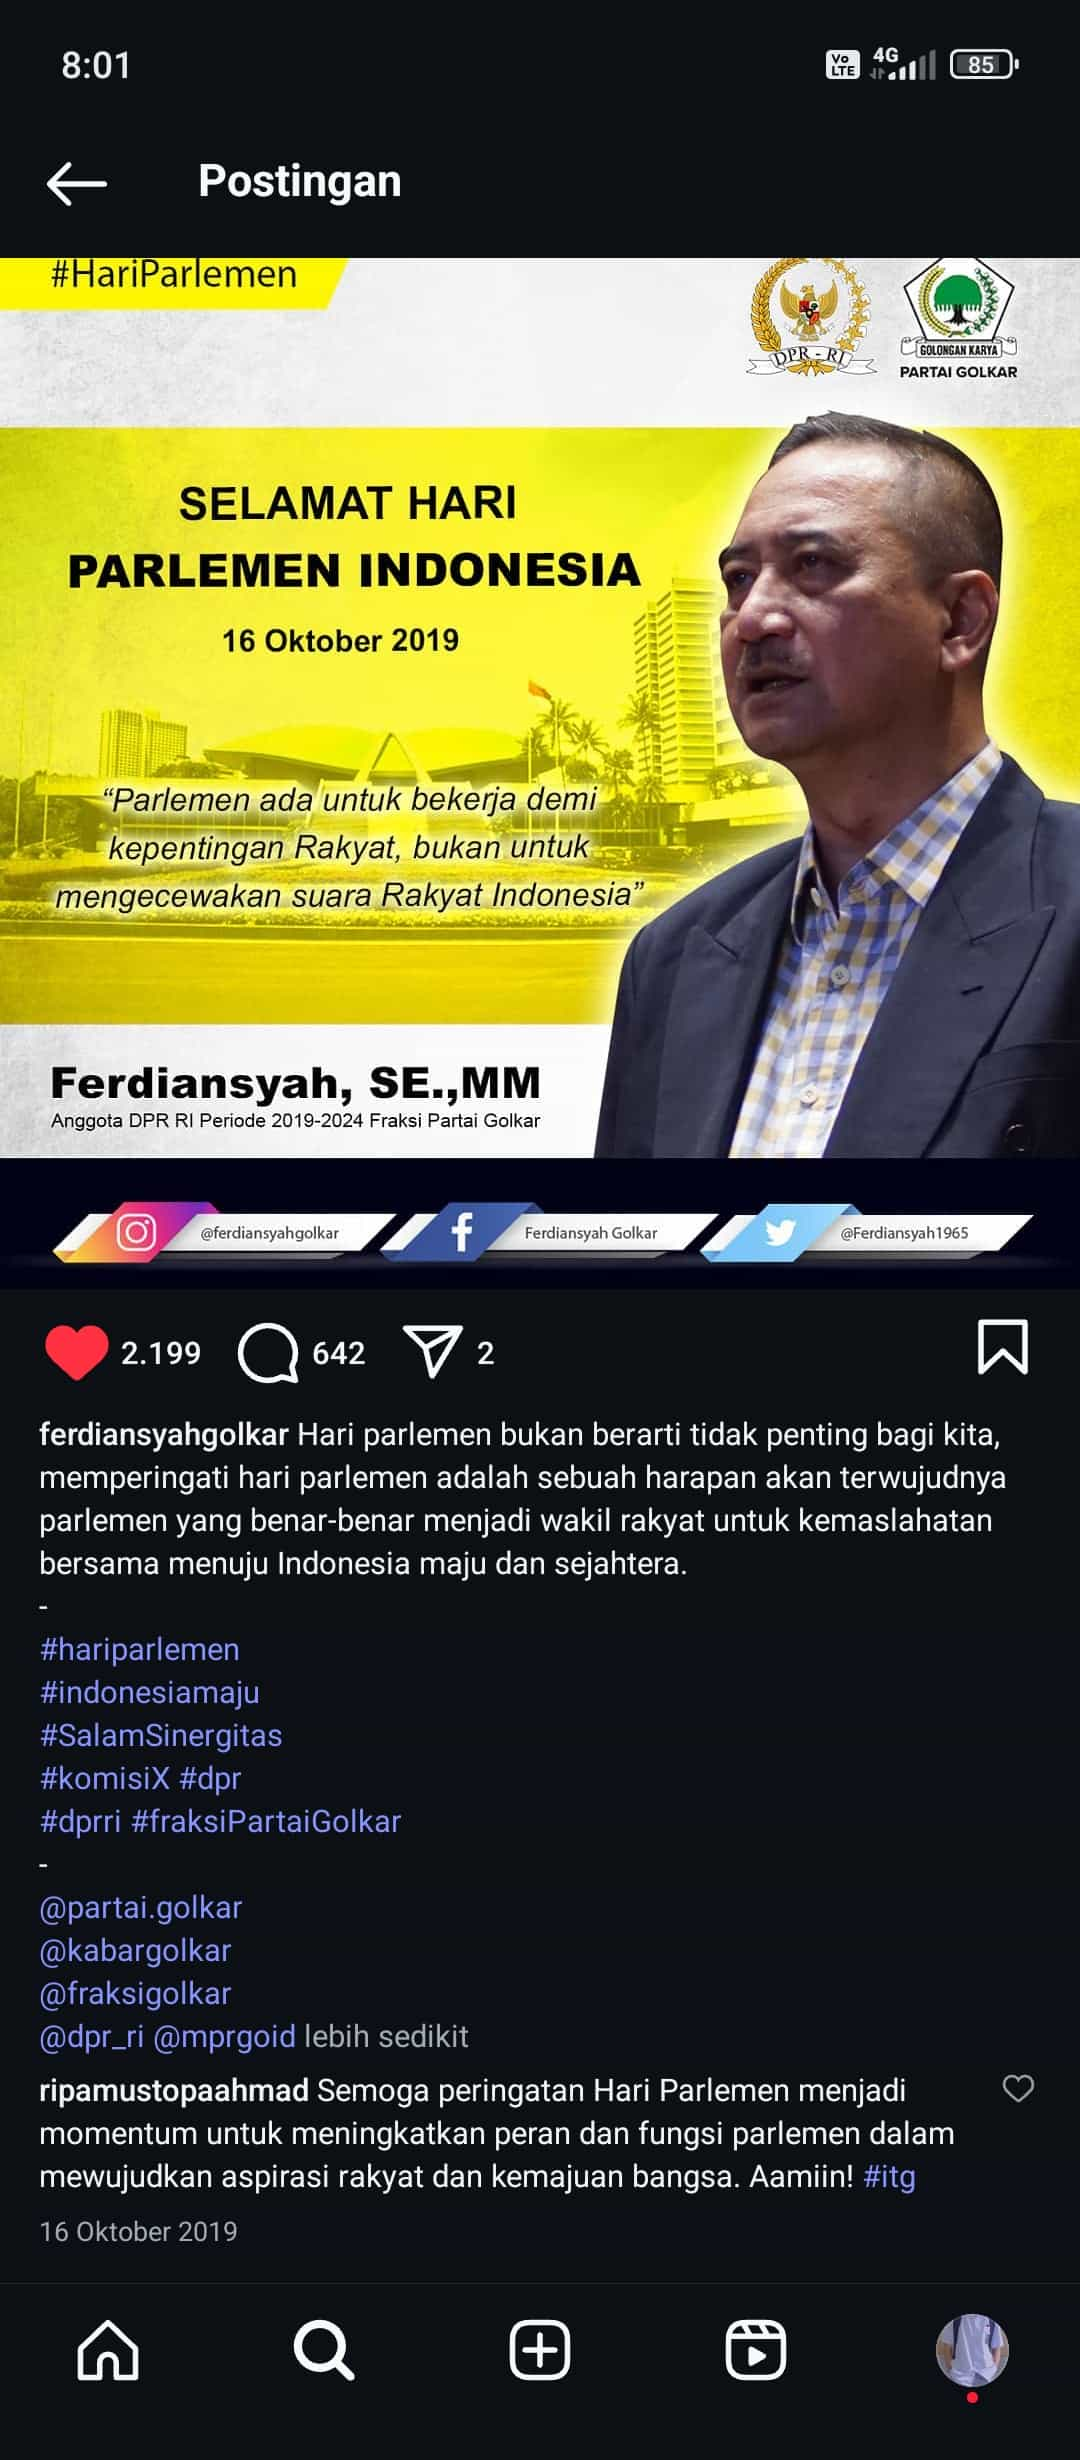 8:01
Vo LTE 4G 85
Postingan
#HariParlemen
DPR - RI
GOLONGAN KARYA
PARTAI GOLKAR
SELAMAT HARI
PARLEMEN INDONESIA
16 Oktober 2019
“Parlemen ada untuk bekerja demi
kepentingan Rakyat, bukan untuk
mengecewakan suara Rakyat Indonesia”
Ferdiansyah, SE.,MM
Anggota DPR RI Periode 2019-2024 Fraksi Partai Golkar
@ferdiansyahgolkar Ferdiansyah Golkar @Ferdiansyah1965
2.199 642 2
ferdiansyahgolkar Hari parlemen bukan berarti tidak penting bagi kita,
memperingati hari parlemen adalah sebuah harapan akan terwujudnya
parlemen yang benar-benar menjadi wakil rakyat untuk kemaslahatan
bersama menuju Indonesia maju dan sejahtera.
-
#hariparlemen
#indonesiamaju
#SalamSinergitas
#komisiX #dpr
#dprri #fraksiPartaiGolkar
-
@partai.golkar
@kabargolkar
@fraksigolkar
@dpr_ri @mprgoid lebih sedikit
ripamustopaahmad Semoga peringatan Hari Parlemen menjadi
momentum untuk meningkatkan peran dan fungsi parlemen dalam
mewujudkan aspirasi rakyat dan kemajuan bangsa. Aamiin! #itg
16 Oktober 2019